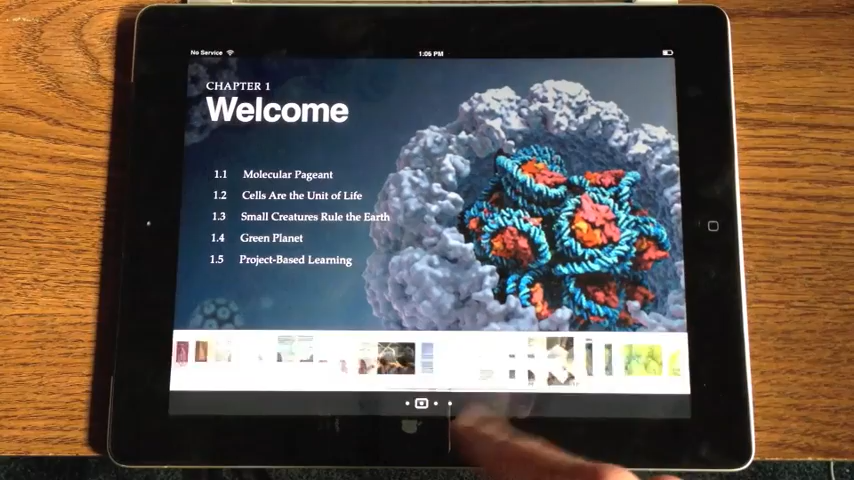 No Service
1:05 PM
CHAPTER 1
Welcome
1.1 Molecular Pageant
1.2 Cells Are the Unit of Life
1.3 Small Creatures Rule the Earth
1.4 Green Planet
1.5 Project-Based Learning